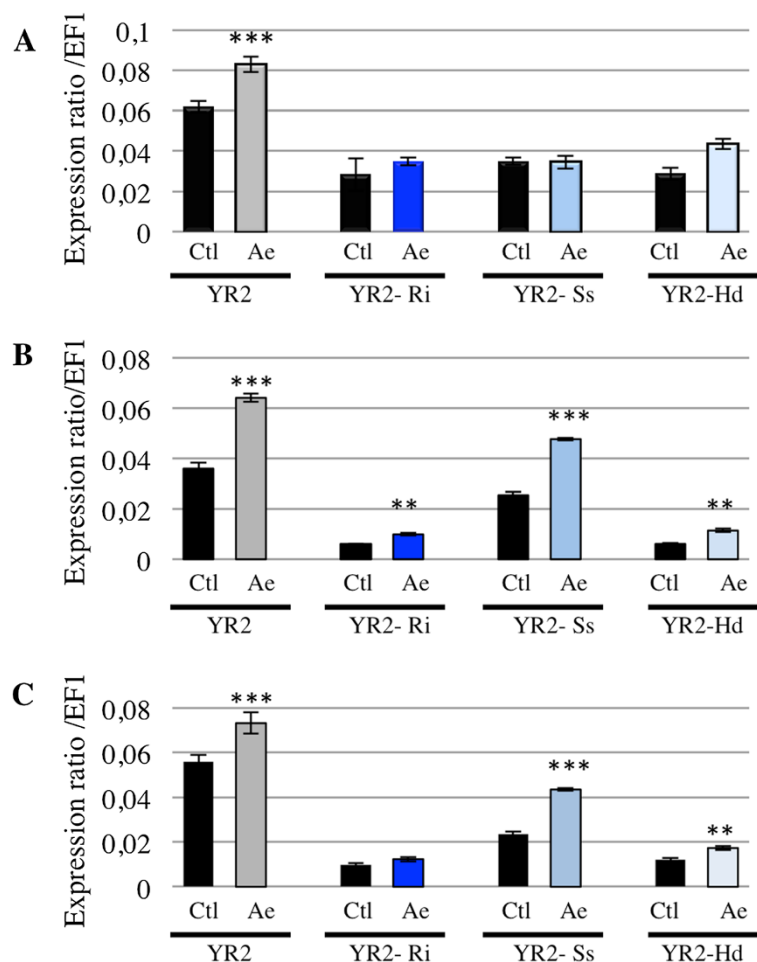 A
Expression ratio /EF1
0,1
0,08
0,06
0,04
0,02
0
***
Ctl Ae Ctl Ae Ctl Ae Ctl Ae
YR2 YR2- Ri YR2- Ss YR2-Hd
B
Expression ratio/EF1
0,08
0,06
0,04
0,02
0
*** ** *** **
Ctl Ae Ctl Ae Ctl Ae Ctl Ae
YR2 YR2- Ri YR2- Ss YR2-Hd
C
Expression ratio /EF1
0,08
0,06
0,04
0,02
0
*** *** **
Ctl Ae Ctl Ae Ctl Ae Ctl Ae
YR2 YR2- Ri YR2- Ss YR2-Hd